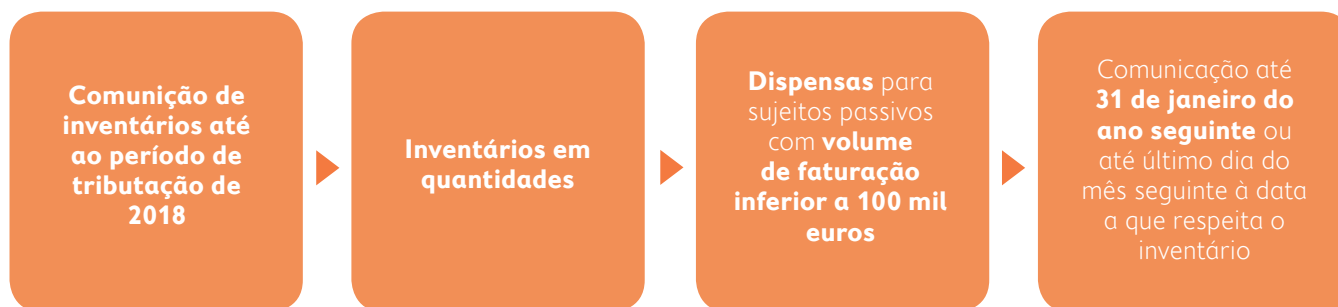 Comunição de
inventários até
ao período de
tributação de
2018
Inventários em
quantidades
Dispensas para
sujeitos passivos
com volume
de faturação
inferior a 100 mil
euros
Comunicação até
31 de janeiro do
ano seguinte ou
até último dia do
mês seguinte à data
a que respeita o
inventário